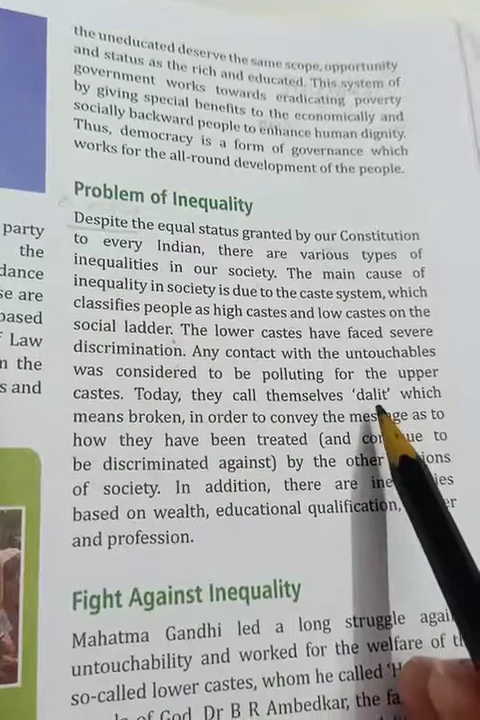 the uneducated deserve the same scope, opportunity
and status as the rich and educated. This system of
government works towards eradicating poverty
by giving special benefits to the economically and
socially backward people to enhance human dignity.
Thus, democracy is a form of governance which
works for the all-round development of the people.
Problem of Inequality
Despite the equal status granted by our Constitution
to every Indian, there are various types of
inequalities in our society. The main cause of
inequality in society is due to the caste system, which
classifies people as high castes and low castes on the
social ladder. The lower castes have faced severe
discrimination. Any contact with the untouchables
was considered to be polluting for the upper
castes. Today, they call themselves 'dalit' which
means broken, in order to convey the as to
how they have been treated (and to
be discriminated against) by the other
of society. In addition, there are
based on wealth, educational qualification,
and profession.
Fight Against Inequality
Mahatma Gandhi led a long struggle
untouchability and worked for the welfare of
so-called lower castes, whom he called
of God. Dr B R Ambedkar, the
party
the
dance
se are
based
Law
n the
s and